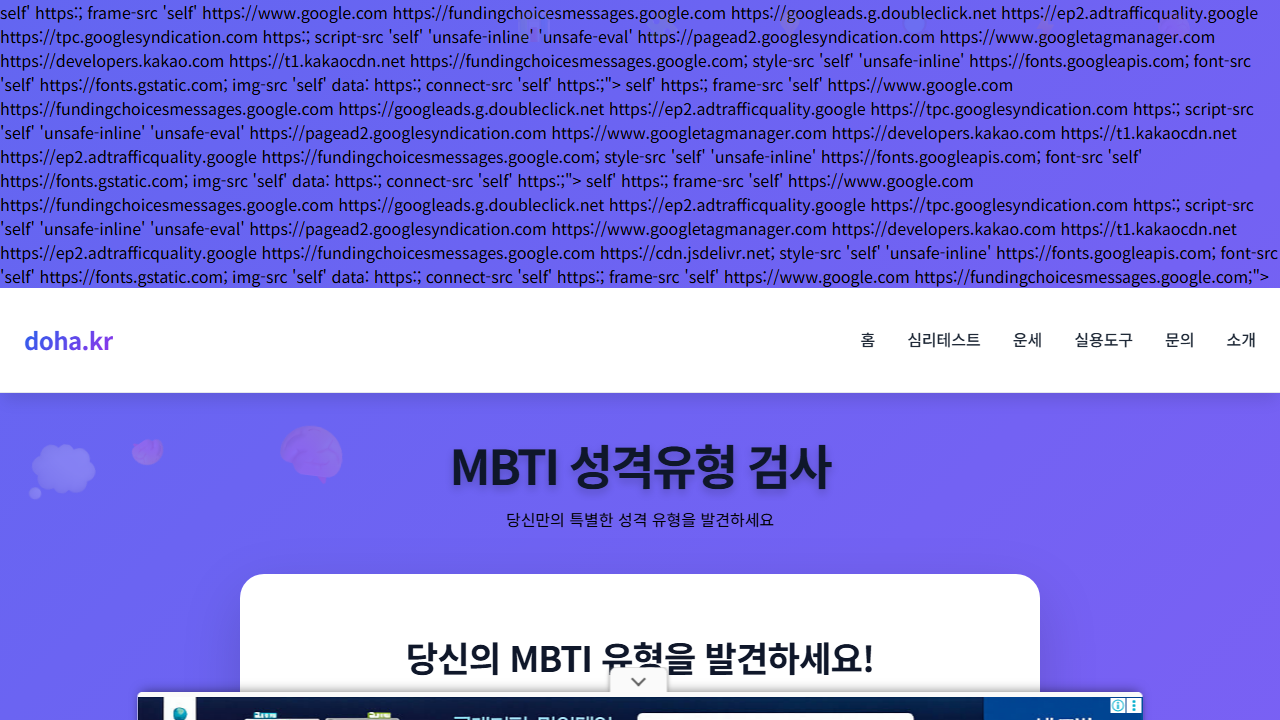 self' https:; frame-src 'self' https://www.google.com https://fundingchoicesmessages.google.com https://googleads.g.doubleclick.net https://ep2.adtrafficquality.google
https://tpc.googlesyndication.com https:; script-src 'self' 'unsafe-inline' 'unsafe-eval' https://pagead2.googlesyndication.com https://www.googletagmanager.com
https://developers.kakao.com https://t1.kakaocdn.net https://fundingchoicesmessages.google.com; style-src 'self' 'unsafe-inline' https://fonts.googleapis.com; font-src
'self' https://fonts.gstatic.com; img-src 'self' data: https:; connect-src 'self' https:;"> self' https:; frame-src 'self' https://www.google.com
https://fundingchoicesmessages.google.com https://googleads.g.doubleclick.net https://ep2.adtrafficquality.google https://tpc.googlesyndication.com https:; script-src
'self' 'unsafe-inline' 'unsafe-eval' https://pagead2.googlesyndication.com https://www.googletagmanager.com https://developers.kakao.com https://t1.kakaocdn.net
https://ep2.adtrafficquality.google https://fundingchoicesmessages.google.com; style-src 'self' 'unsafe-inline' https://fonts.googleapis.com; font-src 'self'
https://fonts.gstatic.com; img-src 'self' data: https:; connect-src 'self' https:;"> self' https:; frame-src 'self' https://www.google.com
https://fundingchoicesmessages.google.com https://googleads.g.doubleclick.net https://ep2.adtrafficquality.google https://tpc.googlesyndication.com https:; script-src
'self' 'unsafe-inline' 'unsafe-eval' https://pagead2.googlesyndication.com https://www.googletagmanager.com https://developers.kakao.com https://t1.kakaocdn.net
https://ep2.adtrafficquality.google https://fundingchoicesmessages.google.com https://cdn.jsdelivr.net; style-src 'self' 'unsafe-inline' https://fonts.googleapis.com; font-src
'self' https://fonts.gstatic.com; img-src 'self' data: https:; connect-src 'self' https:; frame-src 'self' https://www.google.com https://fundingchoicesmessages.google.com;">
doha.kr 홈 심리테스트 운세 실용도구 문의 소개
MBTI 성격유형 검사
당신만의 특별한 성격 유형을 발견하세요
당신의 MBTI 유형을 발견하세요!